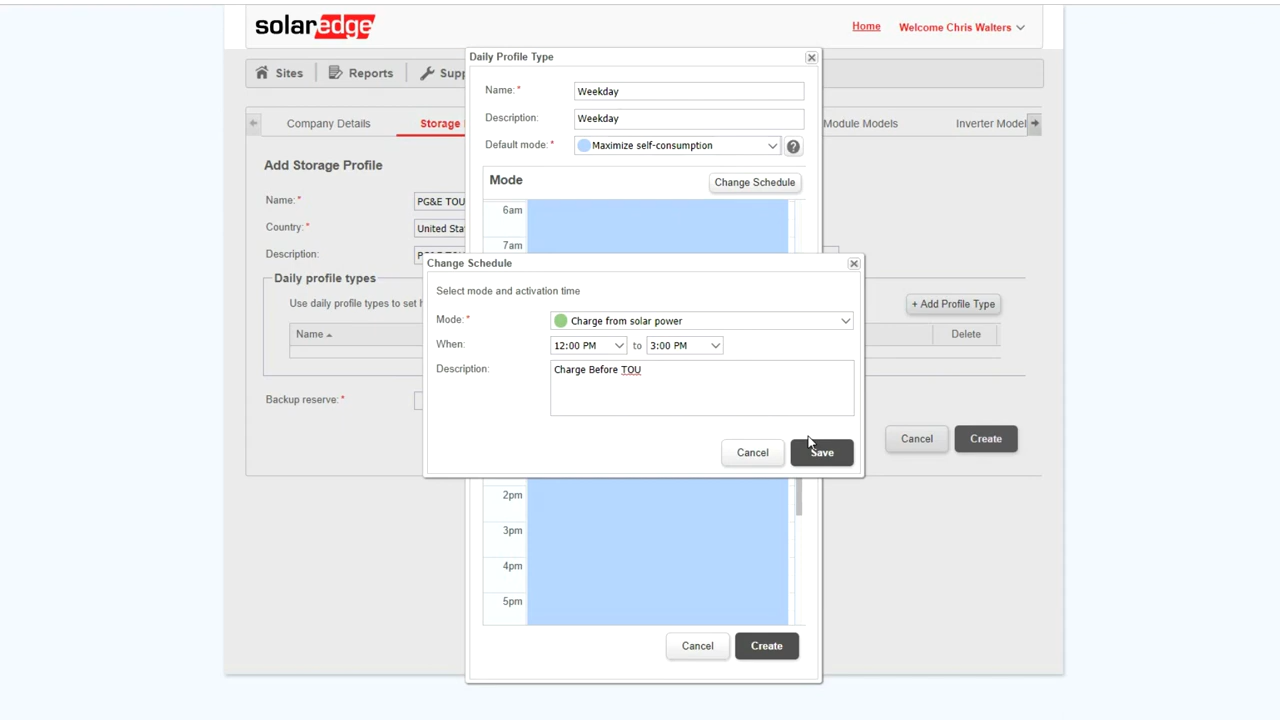 solaredge
Home
Welcome Chris Walters
Sites
Reports
Supp
Daily Profile Type
Name:*
Weekday
Description:
Weekday
Default mode:*
Maximize self-consumption
?
Mode
Change Schedule
6am
7am
Company Details
Storage
Module Models
Inverter Model
Add Storage Profile
Name:*
PG&E TOU
Country:*
United Sta
Description:
Daily profile types
Use daily profile types to set
+ Add Profile Type
Name
Delete
Backup reserve:*
Cancel
Create
Change Schedule
Select mode and activation time
Mode:*
Charge from solar power
When:
12:00 PM
to
3:00 PM
Description:
Charge Before TOU
Cancel
Save
2pm
3pm
4pm
5pm
Cancel
Create